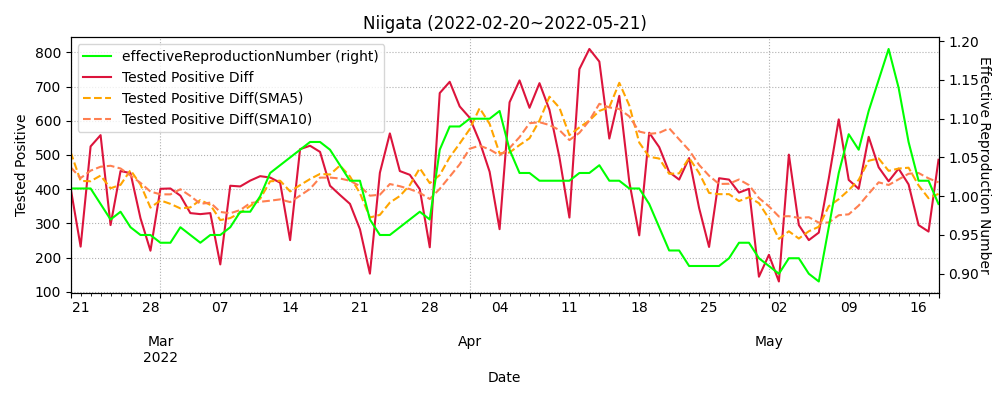 Niigata (2022-02-20~2022-05-21)
effectiveReproductionNumber (right)
Tested Positive Diff
Tested Positive Diff(SMA5)
Tested Positive Diff(SMA10)
Tested Positive
800
700
600
500
400
300
200
100
Effective Reproduction Number
1.20
1.15
1.10
1.05
1.00
0.95
0.90
21 28 07 14 21 28 04 11 18 25 02 09 16
Mar Apr May
2022
Date